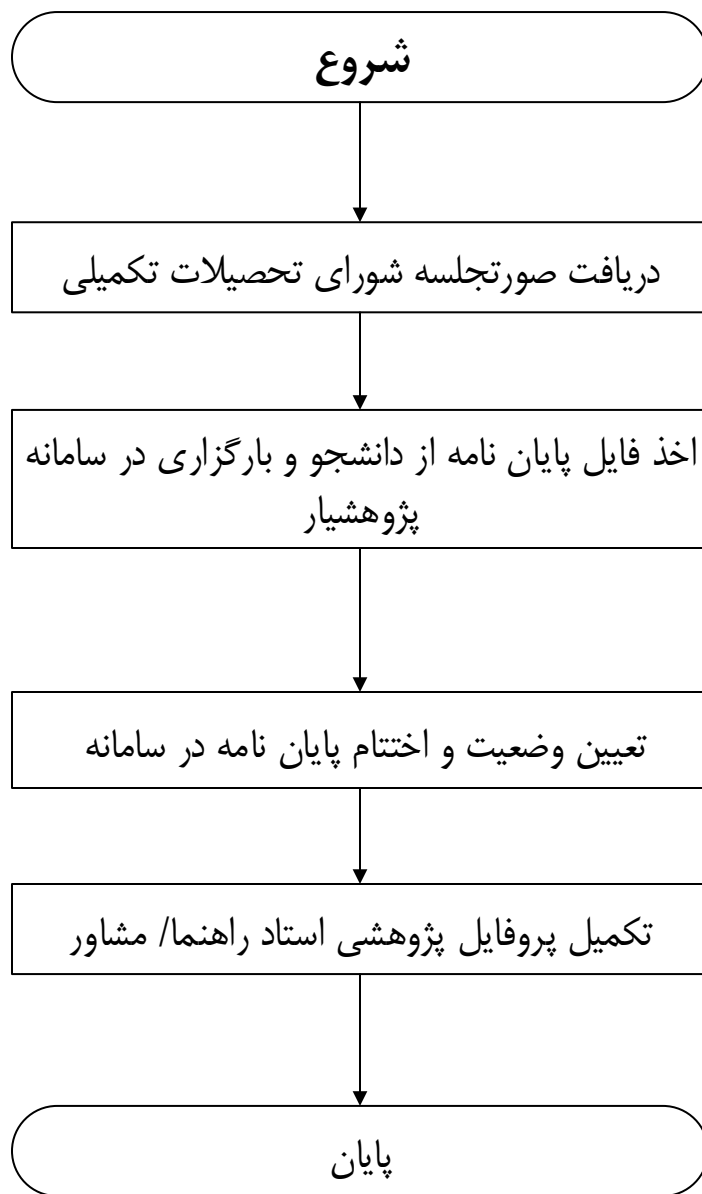 شروع
دریافت صورتجلسه شورای تحصیلات تکمیلی
اخذ فایل پایان نامه از دانشجو و بارگزاری در سامانه
پژوهشیار
تعیین وضعیت و اختتام پایان نامه در سامانه
تکمیل پروفایل پژوهشی استاد راهنما/ مشاور
پایان